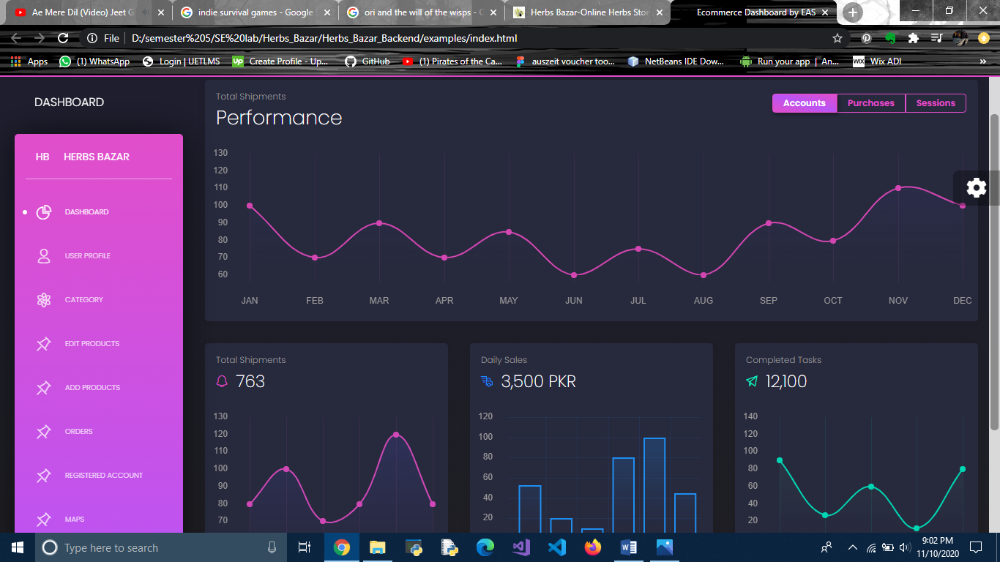 Ae Mere Dil (Video) Jeet G
indie survival games - Google
ori and the will of the wisps - G
Herbs Bazar-Online Herbs Stor
Ecommerce Dashboard by EAS
File
D:/semester%205/SE%20lab/Herbs_Bazar/Herbs_Bazar_Backend/examples/index.html
Apps
(1) WhatsApp
Login | UETLMS
Up
Create Profile - Up...
GitHub
(1) Pirates of the Ca...
auszeit voucher too...
NetBeans IDE Dow...
Run your app | An...
WIX
Wix ADI
»
DASHBOARD
HB HERBS BAZAR
DASHBOARD
USER PROFILE
CATEGORY
EDIT PRODUCTS
ADD PRODUCTS
ORDERS
REGISTERED ACCOUNT
MAPS
Total Shipments
Performance
Accounts Purchases Sessions
130
120
110
100
90
80
70
60
JAN FEB MAR APR MAY JUN JUL AUG SEP OCT NOV DEC
Total Shipments
763
130
120
110
100
90
80
70
Daily Sales
3,500 PKR
120
100
80
60
40
20
Completed Tasks
12,100
140
120
100
80
60
40
20
Type here to search
9:02 PM
11/10/2020